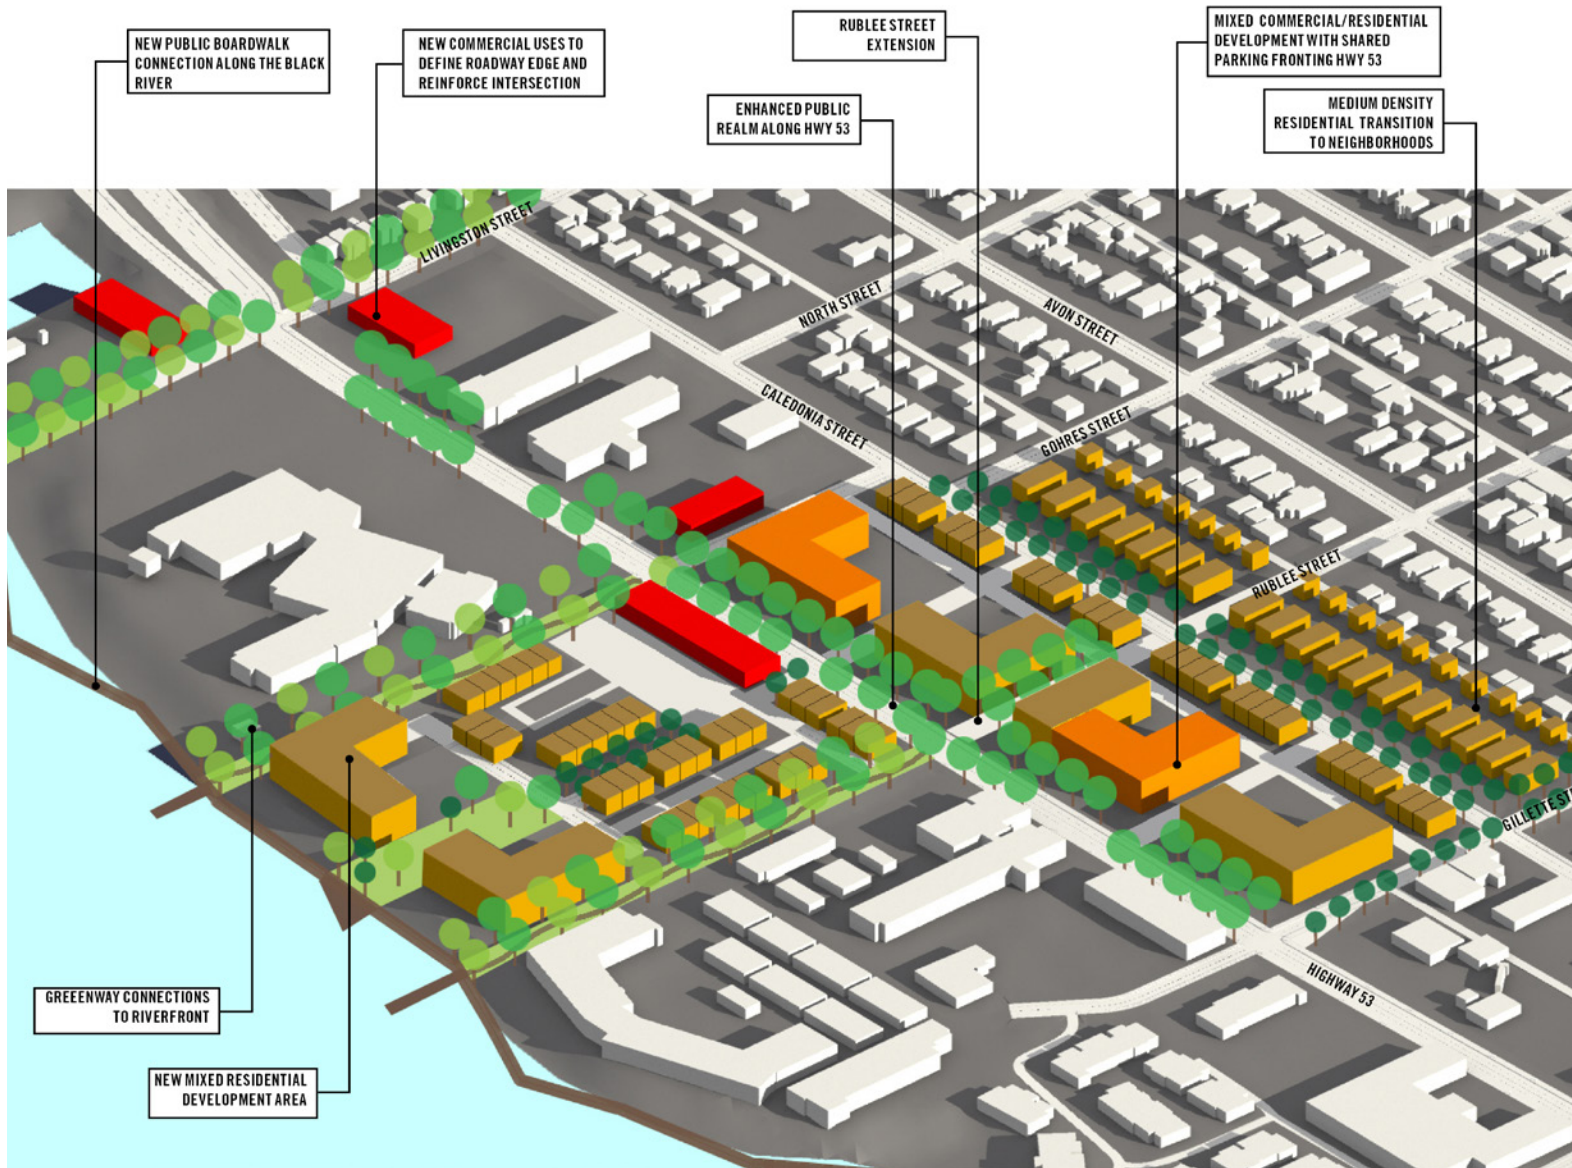 NEW PUBLIC BOARDWALK
CONNECTION ALONG THE BLACK
RIVER
NEW COMMERCIAL USES TO
DEFINE ROADWAY EDGE AND
REINFORCE INTERSECTION
RUBLEE STREET
EXTENSION
MIXED COMMERCIAL/RESIDENTIAL
DEVELOPMENT WITH SHARED
PARKING FRONTING HWY 53
ENHANCED PUBLIC
REALM ALONG HWY 53
MEDIUM DENSITY
RESIDENTIAL TRANSITION
TO NEIGHBORHOODS
LIVINGSTON STREET
NORTH STREET
AVON STREET
CALEDONIA STREET
GOHRES STREET
RUBLEE STREET
GILLETTE ST
HIGHWAY 53
GREEENWAY CONNECTIONS
TO RIVERFRONT
NEW MIXED RESIDENTIAL
DEVELOPMENT AREA